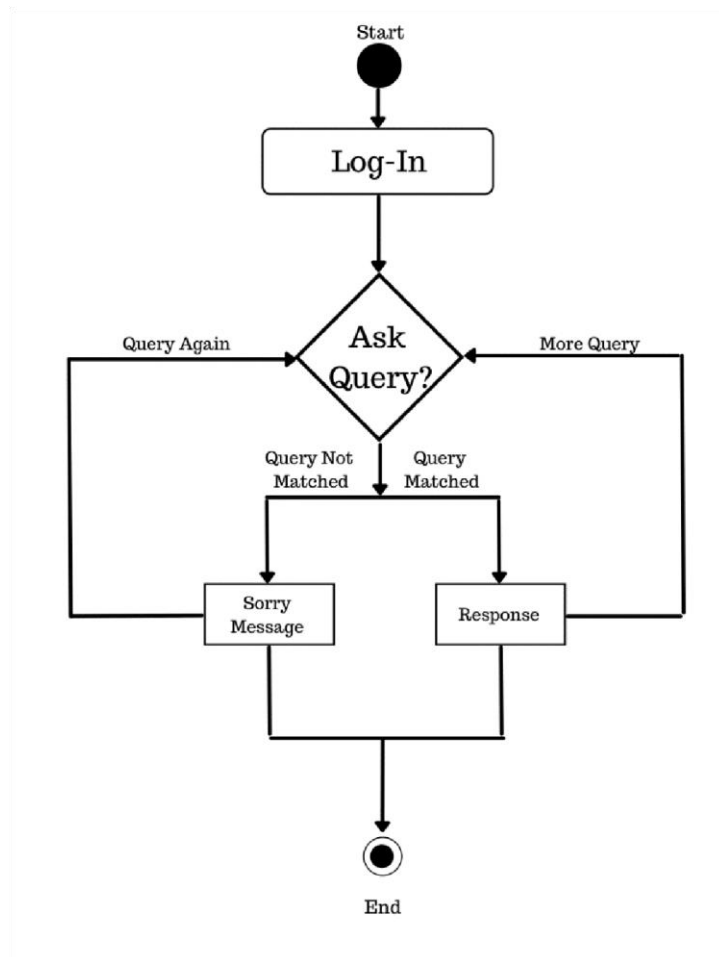 Start
Log-In
Ask
Query?
Query Again
More Query
Query Not
Matched
Query
Matched
Sorry
Message
Response
End